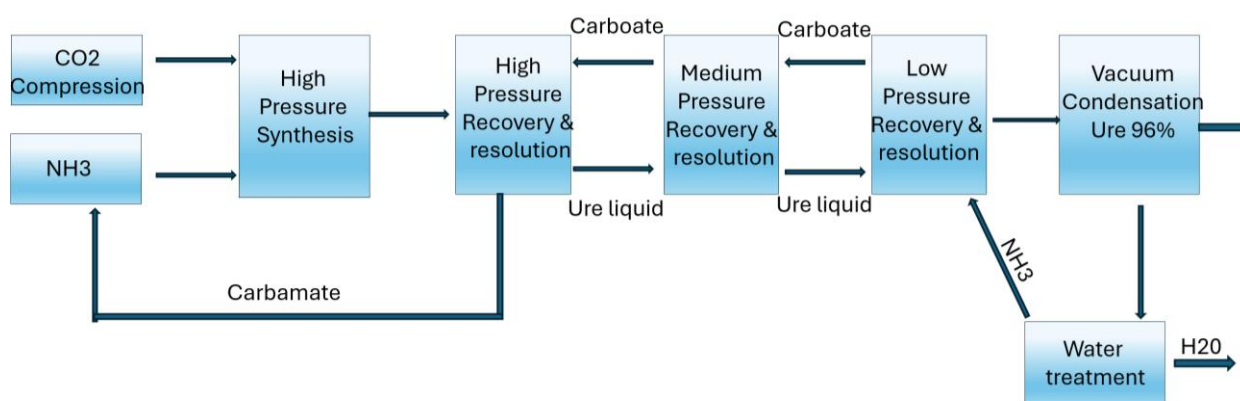 CO2
Compression
NH3
High
Pressure
Synthesis
High
Pressure
Recovery &
resolution
Carboate
Ure liquid
Medium
Pressure
Recovery &
resolution
Carboate
Ure liquid
Low
Pressure
Recovery &
resolution
Vacuum
Condensation
Ure 96%
Carbamate
NH3
Water
treatment
H20